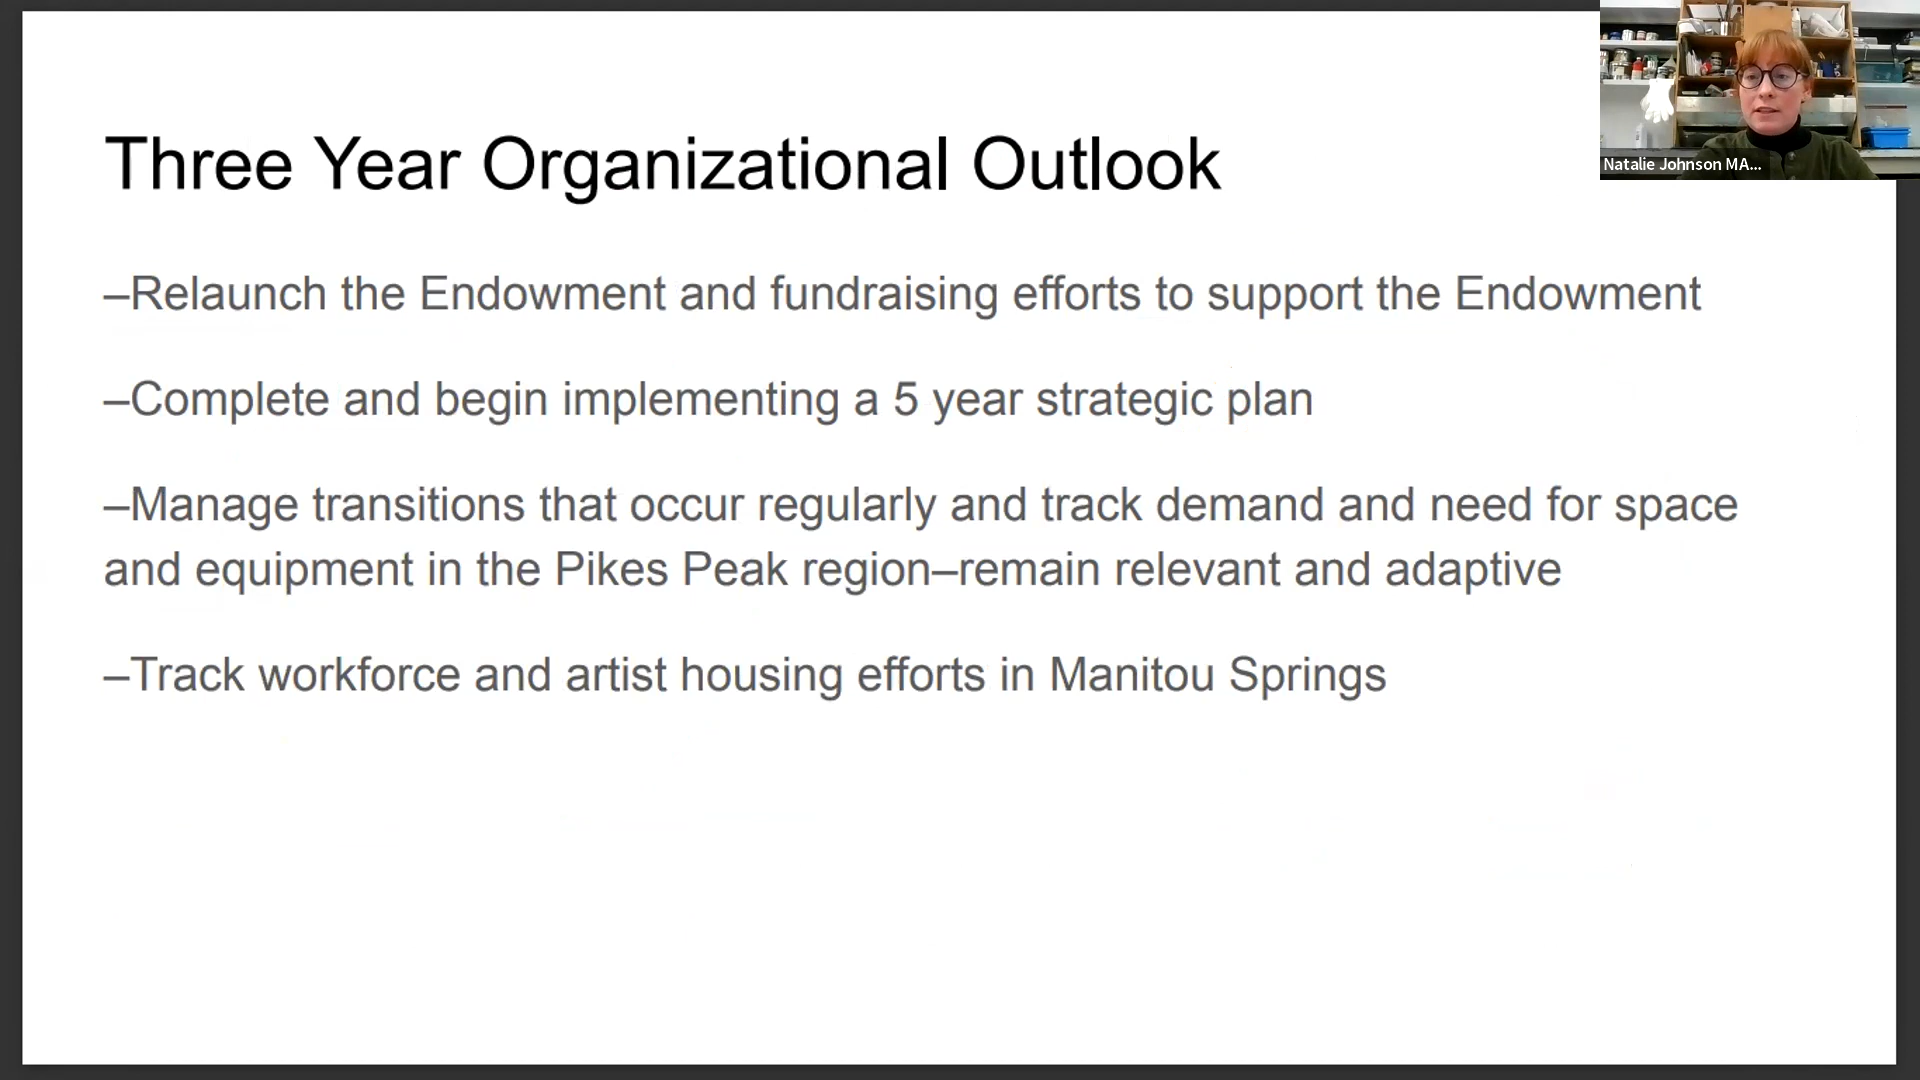 Three Year Organizational Outlook
–Relaunch the Endowment and fundraising efforts to support the Endowment
–Complete and begin implementing a 5 year strategic plan
–Manage transitions that occur regularly and track demand and need for space
and equipment in the Pikes Peak region–remain relevant and adaptive
–Track workforce and artist housing efforts in Manitou Springs
Natalie Johnson MA...